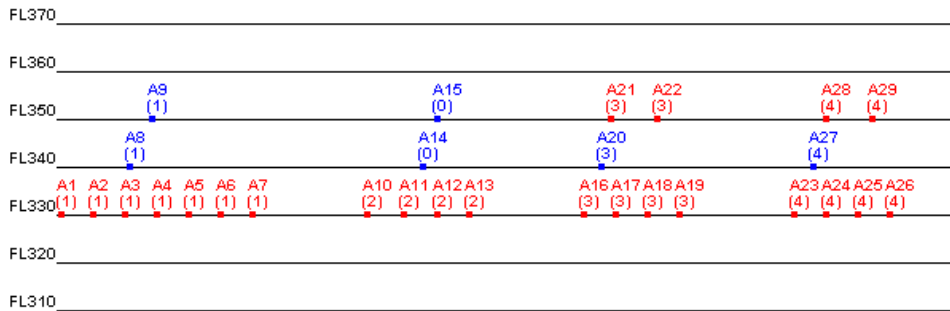 FL370
FL360
A9 A15 A21 A22 A28 A29
(1) (0) (3) (3) (4) (4)
FL350
A8 A14 A20 A27
(1) (0) (3) (4)
FL340
A1 A2 A3 A4 A5 A6 A7 A10 A11 A12 A13 A16 A17 A18 A19 A23 A24 A25 A26
(1) (1) (1) (1) (1) (1) (1) (2) (2) (2) (2) (3) (3) (3) (3) (4) (4) (4) (4)
FL330
FL320
FL310